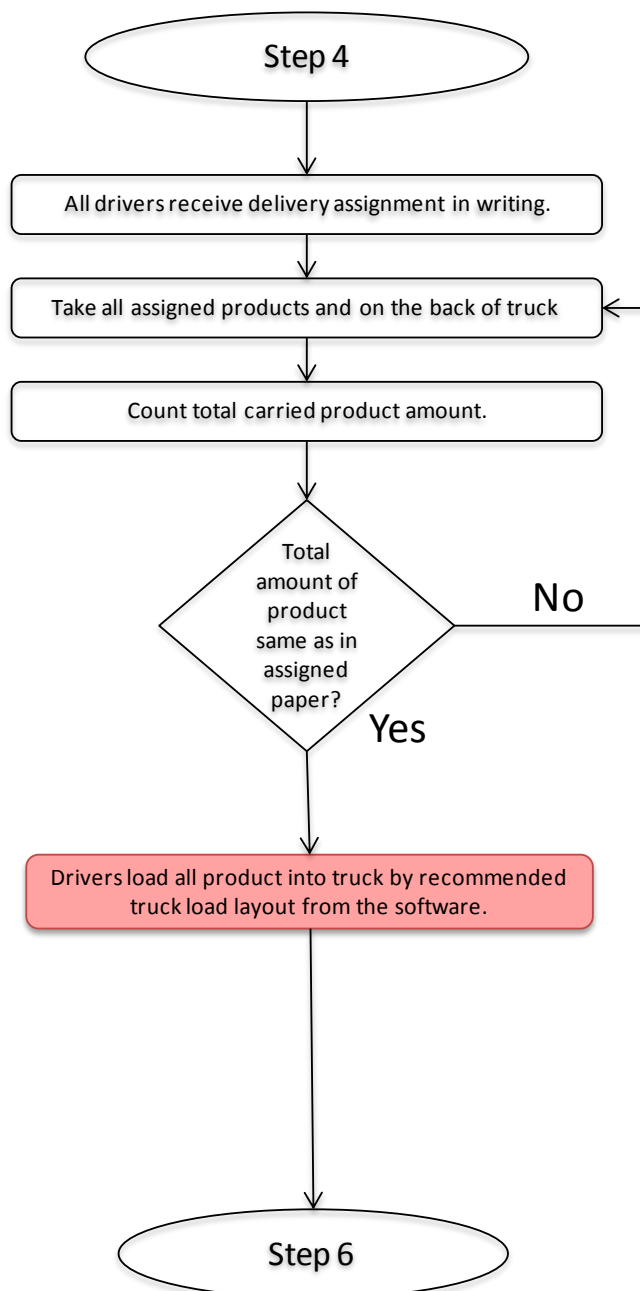 Step 4
All drivers receive delivery assignment in writing.
Take all assigned products and on the back of truck
Count total carried product amount.
Total
amount of
product
same as in
assigned
paper?
No
Yes
Drivers load all product into truck by recommended
truck load layout from the software.
Step 6